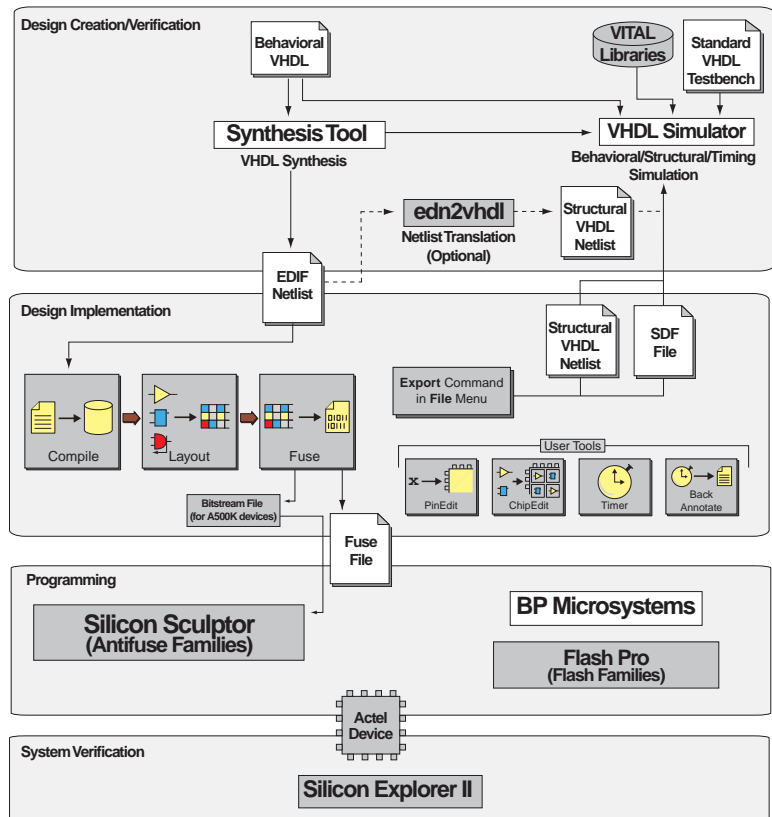 Design Creation/Verification
Behavioral
VHDL
VITAL
Libraries
Standard
VHDL
Testbench
Synthesis Tool
VHDL Synthesis
VHDL Simulator
Behavioral/Structural/Timing
Simulation
edn2vhdl
Netlist Translation
(Optional)
Structural
VHDL
Netlist
EDIF
Netlist
Design Implementation
Structural
VHDL
Netlist
SDF
File
Export Command
in File Menu
Compile
Layout
01011
10111
Fuse
User Tools
x
PinEdit
ChipEdit
Timer
Back
Annotate
Bitstream File
(for A500K devices)
Fuse
File
Programming
Silicon Sculptor
(Antifuse Families)
BP Microsystems
Flash Pro
(Flash Families)
Actel
Device
System Verification
Silicon Explorer II